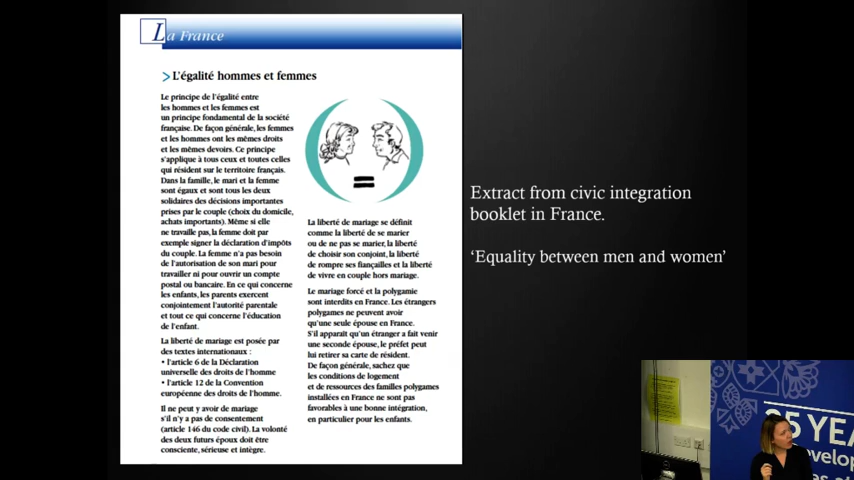 La France
L'égalité hommes et femmes
Le principe de l'égalité entre
les hommes et les femmes est
un principe fondamental de la société
française. De façon générale, les femmes
et les hommes ont les mêmes droits
et les mêmes devoirs. Ce principe
s'applique à tous ceux et toutes celles
qui résident sur le territoire français.
Dans la famille, le mari et la femme
sont égaux et sont tous les deux
solidaires des décisions importantes
prises par le couple (choix du domicile,
achats importants). Même si elle
ne travaille pas, la femme doit par
exemple signer la déclaration d'impôts
du couple. La femme n'a pas besoin
de l'autorisation de son mari pour
travailler ni pour ouvrir un compte
postal ou bancaire. En ce qui concerne
les enfants, les parents exercent
conjointement l'autorité parentale
et tout ce qui concerne l'éducation
de l'enfant.
La liberté de mariage est posée par
des textes internationaux :
• l'article 6 de la Déclaration
universelle des droits de l'homme
• l'article 12 de la Convention
européenne des droits de l'homme.
Il ne peut y avoir de mariage
s'il n'y a pas de consentement
(article 146 du code civil). La volonté
des deux futurs époux doit être
consciente, sérieuse et intègre.
=
La liberté de mariage se définit
comme la liberté de se marier
ou de ne pas se marier, la liberté
de choisir son conjoint, la liberté
de rompre ses fiançailles et la liberté
de vivre en couple hors mariage.
Le mariage forcé et la polygamie
sont interdits en France. Les étrangers
polygames ne peuvent avoir
qu'une seule épouse en France.
S'il apparaît qu'un étranger a fait venir
une seconde épouse, le préfet peut
lui retirer sa carte de résident.
De façon générale, sachez que
les conditions de logement
et de ressources des familles polygames
installées en France ne sont pas
favorables à une bonne intégration,
en particulier pour les enfants.
Extract from civic integration
booklet in France.
'Equality between men and women'